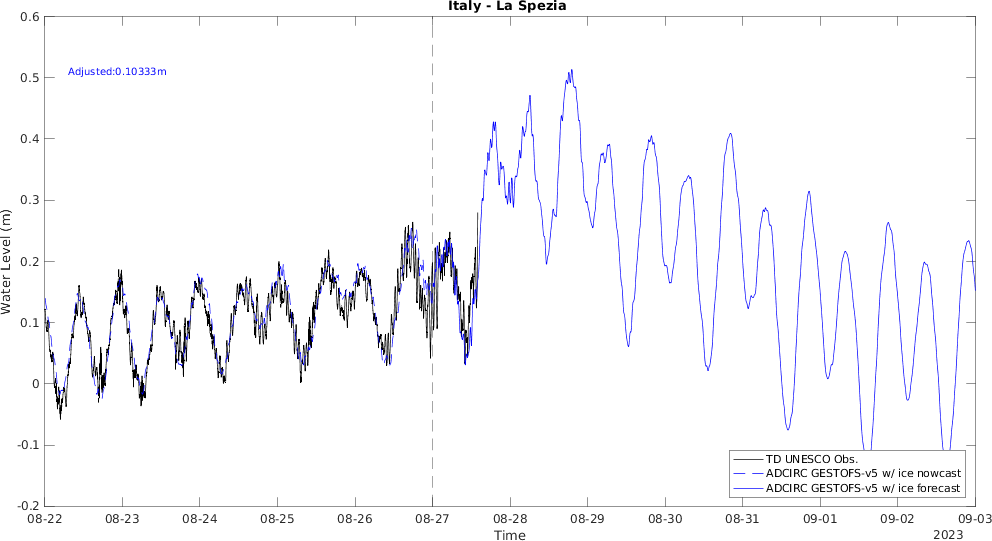 Italy - La Spezia
0.6
0.5
0.4
0.3
0.2
0.1
0
-0.1
-0.2
Water Level (m)
Adjusted:0.10333m
TD UNESCO Obs.
ADCIRC GESTOFS-v5 w/ ice nowcast
ADCIRC GESTOFS-v5 w/ ice forecast
08-22 08-23 08-24 08-25 08-26 08-27 08-28 08-29 08-30 08-31 09-01 09-02 09-03
Time
2023